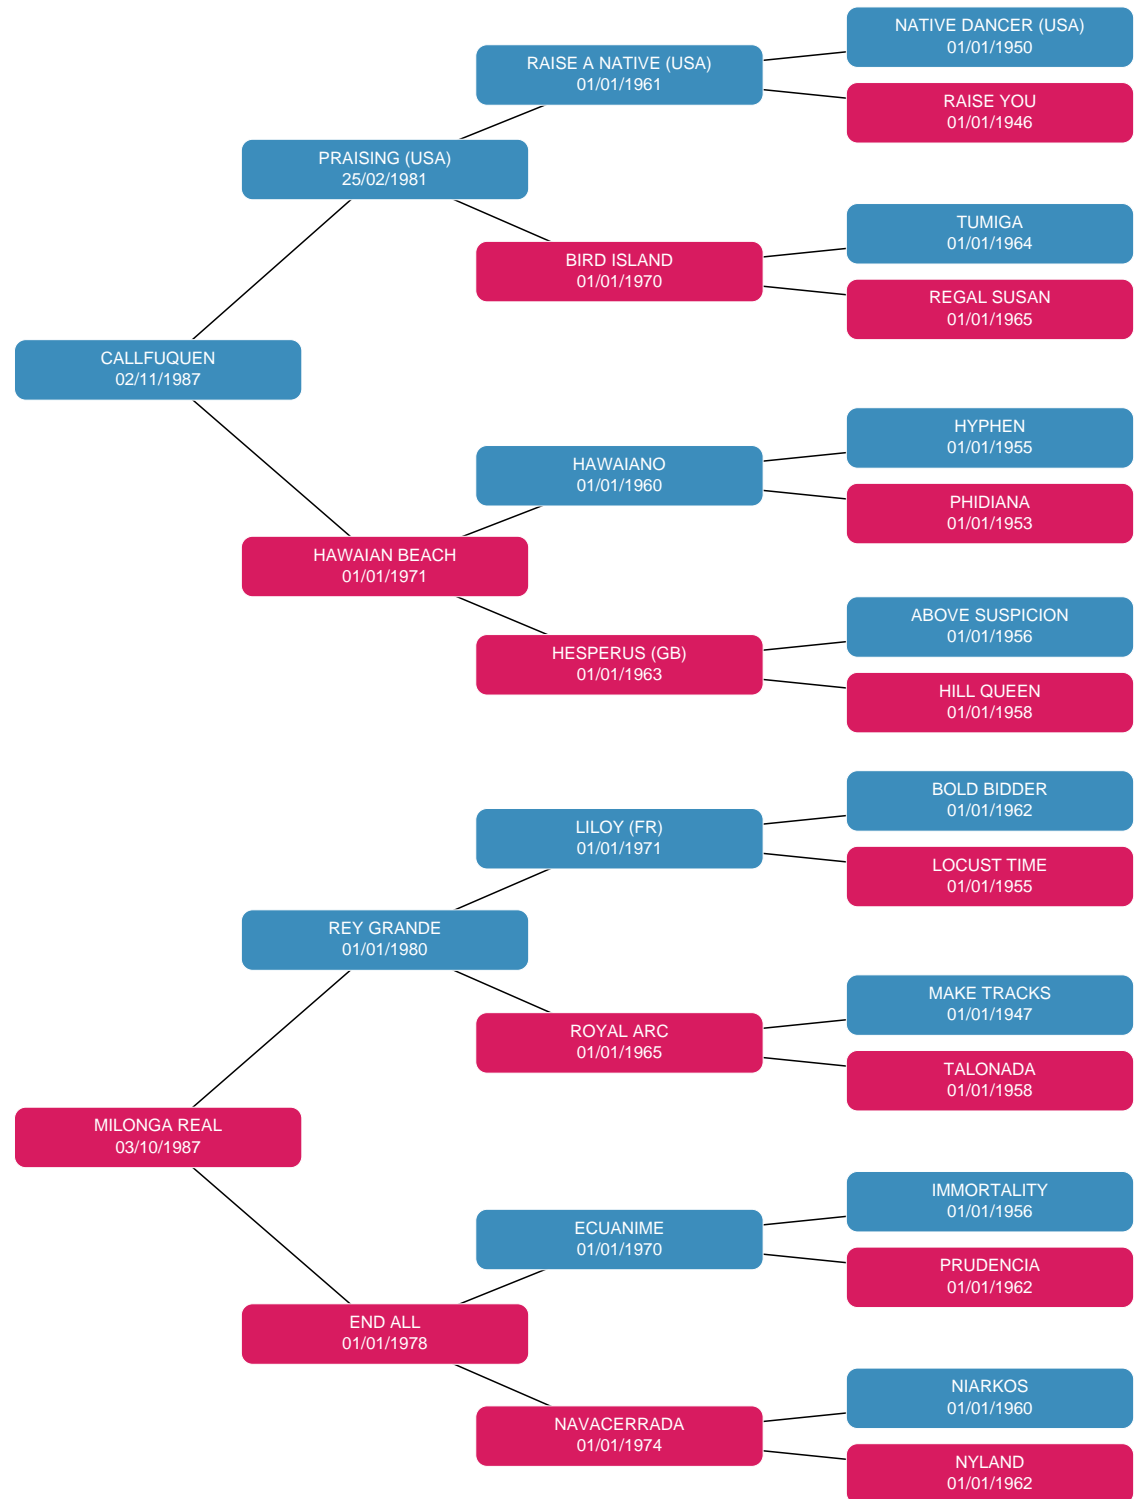 NATIVE DANCER (USA)
01/01/1950
RAISE A NATIVE (USA)
01/01/1961
RAISE YOU
01/01/1946
PRAISING (USA)
25/02/1981
TUMIGA
01/01/1964
BIRD ISLAND
01/01/1970
REGAL SUSAN
01/01/1965
CALLFUQUEN
02/11/1987
HYPHEN
01/01/1955
HAWAIANO
01/01/1960
PHIDIANA
01/01/1953
HAWAIAN BEACH
01/01/1971
ABOVE SUSPICION
01/01/1956
HESPERUS (GB)
01/01/1963
HILL QUEEN
01/01/1958
BOLD BIDDER
01/01/1962
LILOY (FR)
01/01/1971
LOCUST TIME
01/01/1955
REY GRANDE
01/01/1980
MAKE TRACKS
01/01/1947
ROYAL ARC
01/01/1965
TALONADA
01/01/1958
MILONGA REAL
03/10/1987
IMMORTALITY
01/01/1956
ECUANIME
01/01/1970
PRUDENCIA
01/01/1962
END ALL
01/01/1978
NIARKOS
01/01/1960
NAVACERRADA
01/01/1974
NYLAND
01/01/1962